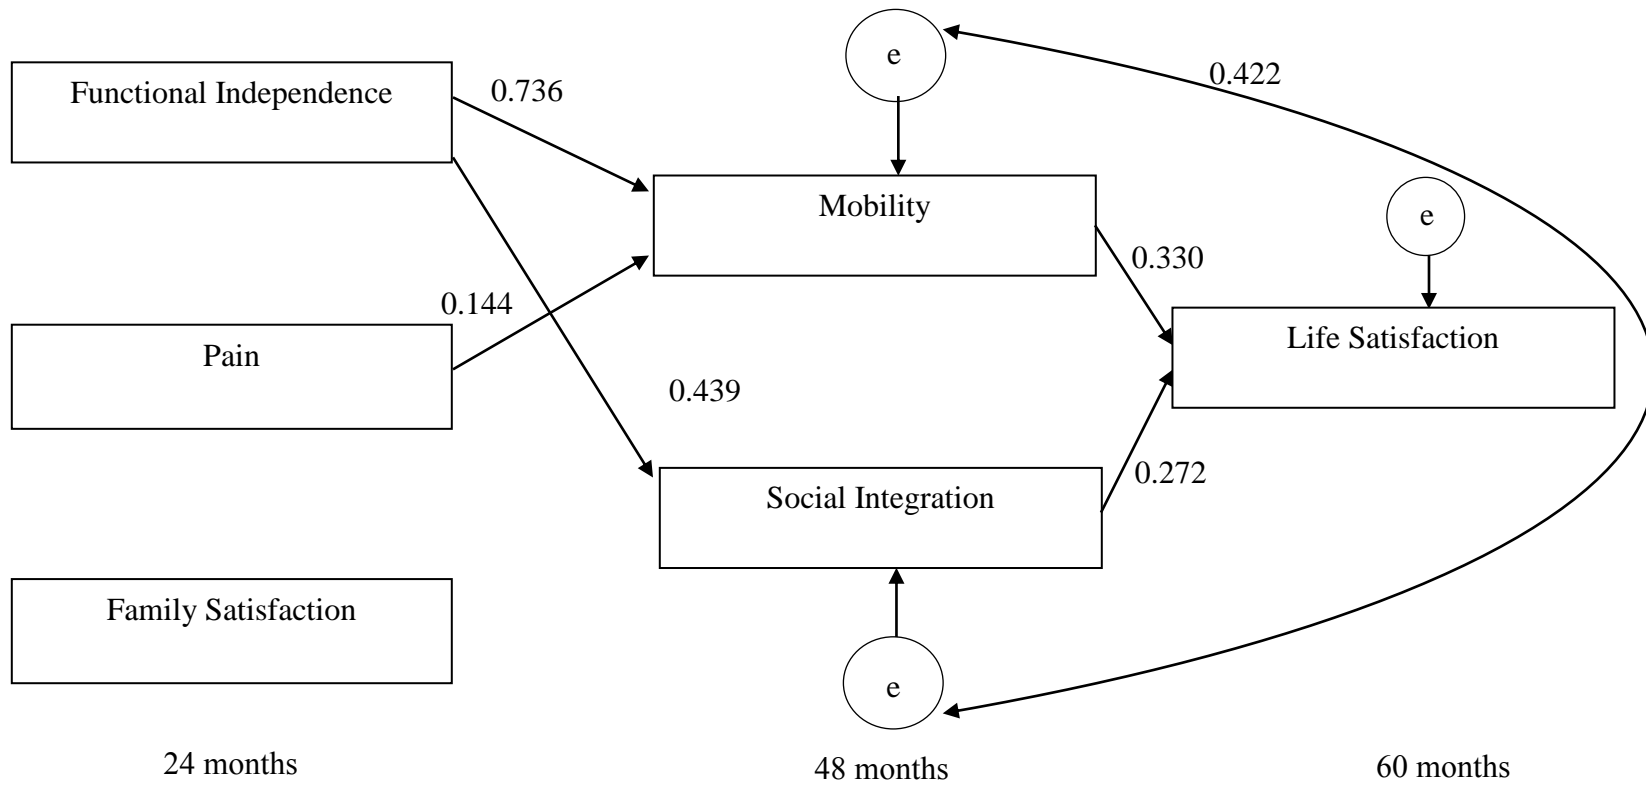 e
0.422
Functional Independence
0.736
Mobility
e
0.330
0.144
Pain
Life Satisfaction
0.439
Social Integration
0.272
Family Satisfaction
e
24 months
48 months
60 months